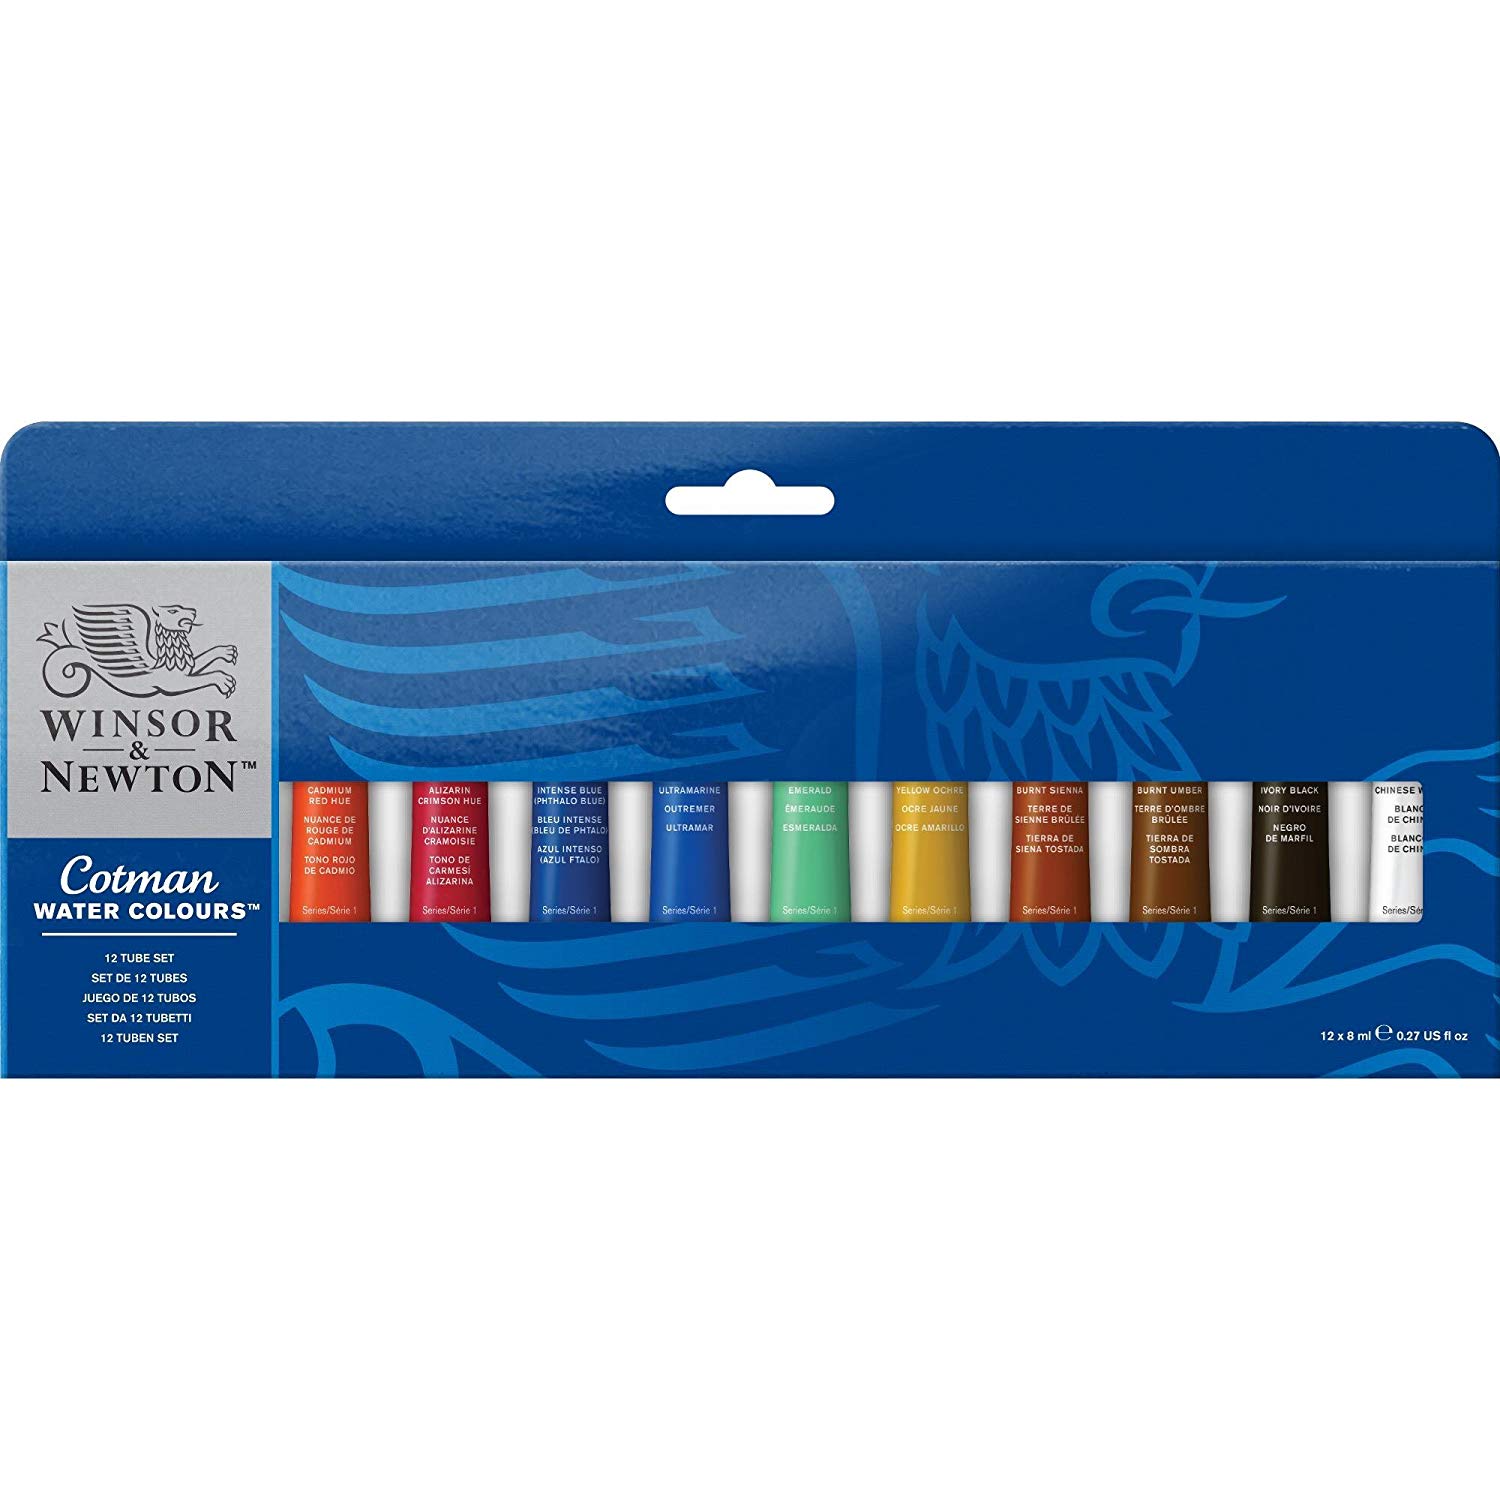 WINSOR
&
NEWTON™
Cotman
WATER COLOURS™
12 TUBE SET
SET DE 12 TUBES
JUEGO DE 12 TUBOS
SET DA 12 TUBETTI
12 TUBEN SET
CADMIUM
RED HUE
NUANCE DE
ROUGE DE
CADMIUM
TONO ROJO
DE CADMIO
Series/Série 1
ALIZARIN
CRIMSON HUE
NUANCE
D'ALIZARINE
CRAMOISIE
TONO DE
CARMESÍ
ALIZARINA
Series/Série 1
INTENSE BLUE
(PHTHALO BLUE)
BLEU INTENSE
(BLEU DE PHTALO)
AZUL INTENSO
(AZUL FTALO)
Series/Série 1
ULTRAMARINE
OUTREMER
ULTRAMAR
Series/Série 1
EMERALD
ÉMERAUDE
ESMERALDA
Series/Série 1
YELLOW OCHRE
OCRE JAUNE
OCRE AMARILLO
Series/Série 1
BURNT SIENNA
TERRE DE
SIENNE BRÛLÉE
TIERRA DE
SIENA TOSTADA
Series/Série 1
BURNT UMBER
TERRE D'OMBRE
BRÛLÉE
TIERRA DE
SOMBRA
TOSTADA
Series/Série 1
IVORY BLACK
NOIR D'IVOIRE
NEGRO
DE MARFIL
Series/Série 1
CHINESE W
BLANC
DE CHIN
BLANC
DE CHIN
Series/Sér
12 x 8 ml ℮ 0.27 US fl oz